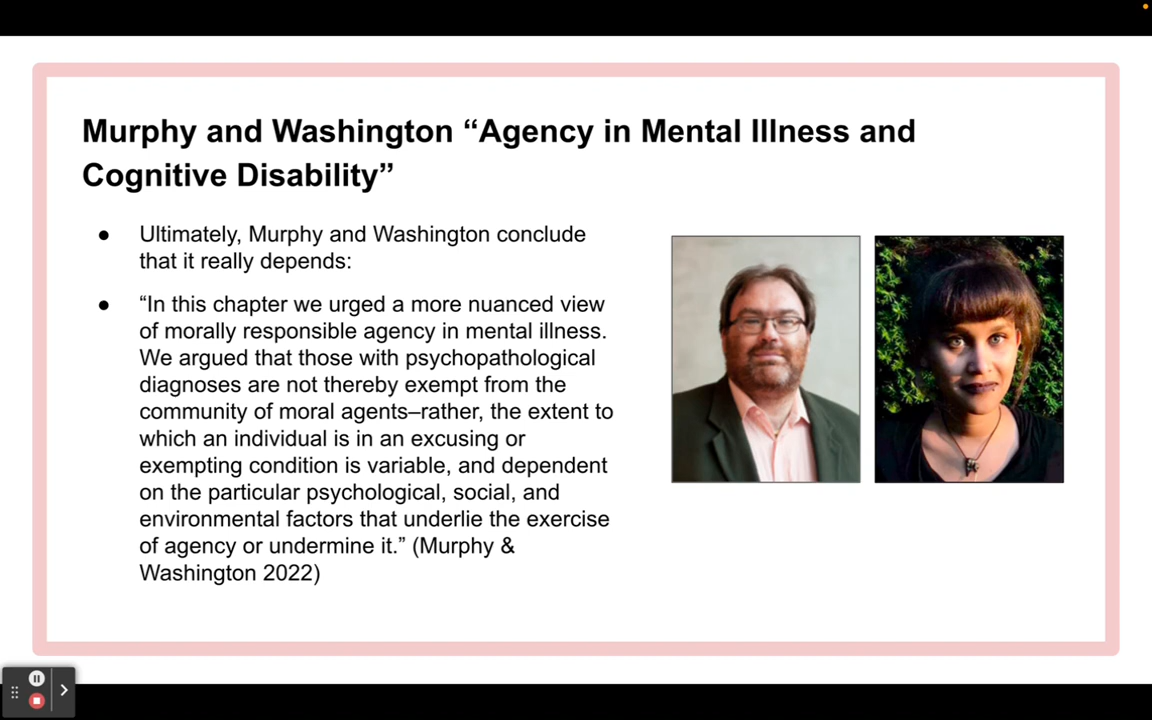 Murphy and Washington “Agency in Mental Illness and
Cognitive Disability”
● Ultimately, Murphy and Washington conclude
that it really depends:
● “In this chapter we urged a more nuanced view
of morally responsible agency in mental illness.
We argued that those with psychopathological
diagnoses are not thereby exempt from the
community of moral agents–rather, the extent to
which an individual is in an excusing or
exempting condition is variable, and dependent
on the particular psychological, social, and
environmental factors that underlie the exercise
of agency or undermine it.” (Murphy &
Washington 2022)